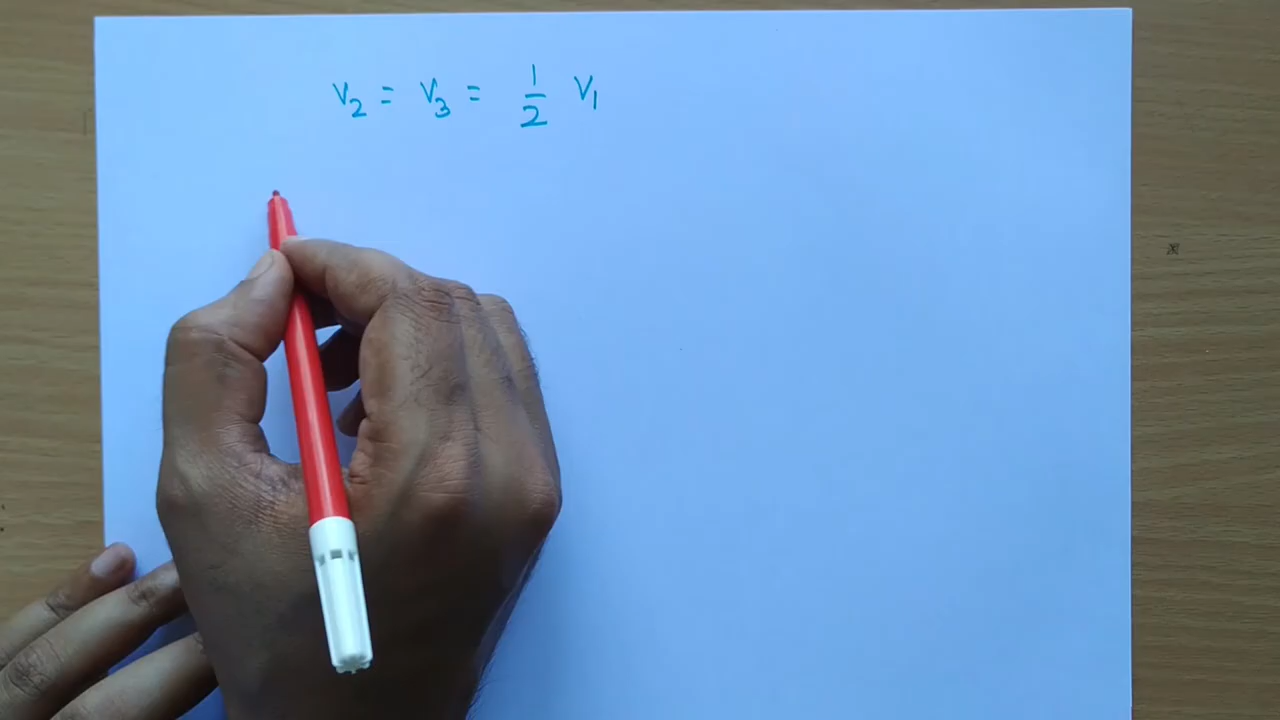 V₂ = V₃ = 1/2 V₁